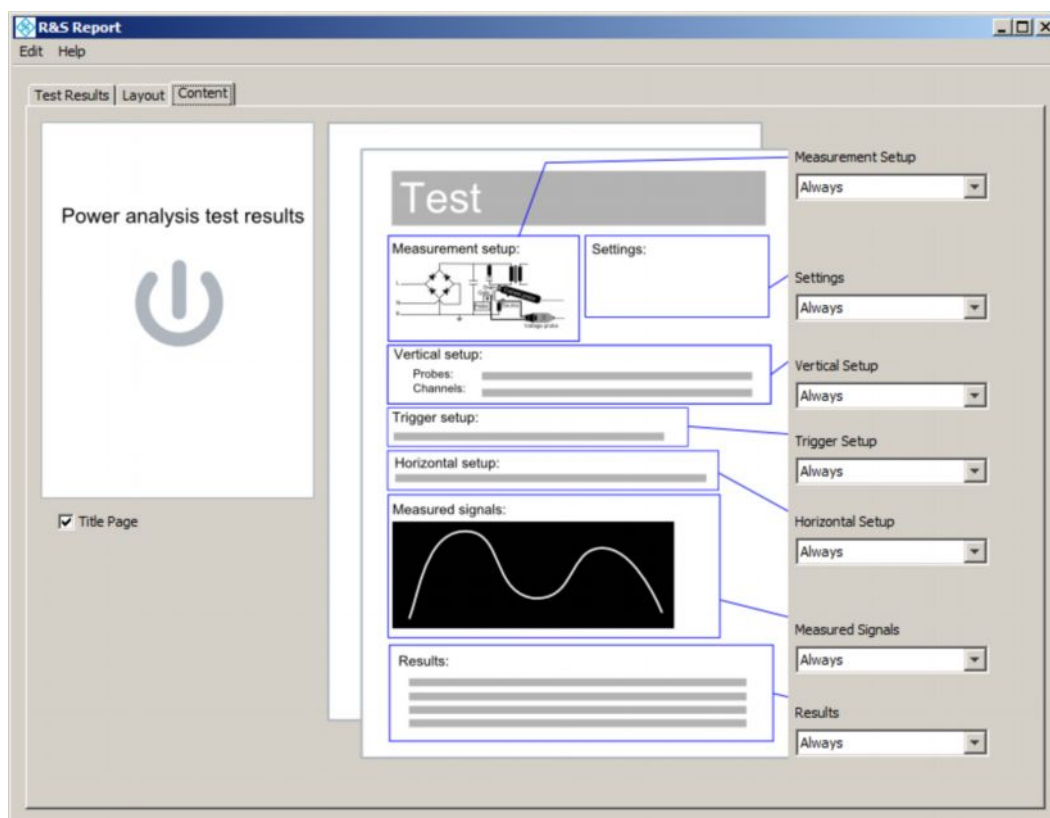 R&S Report
Edit Help
Test Results Layout Content
Power analysis test results
Title Page
Test
Measurement setup:
Settings:
L
N
Voltage probe
Vertical setup:
Probes:
Channels:
Trigger setup:
Horizontal setup:
Measured signals:
Results:
Measurement Setup
Always
Settings
Always
Vertical Setup
Always
Trigger Setup
Always
Horizontal Setup
Always
Measured Signals
Always
Results
Always